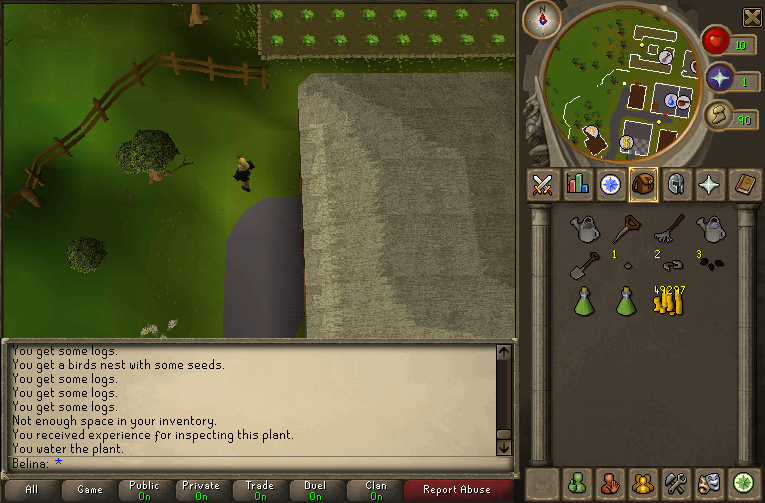 N
10
1
90
1
2
3
49297
You get some logs.
You get a birds nest with some seeds.
You get some logs.
You get some logs.
You get some logs.
Not enough space in your inventory.
You received experience for inspecting this plant.
You water the plant.
Belina: *
All
Game
Public
On
Private
On
Trade
On
Duel
On
Clan
On
Report Abuse